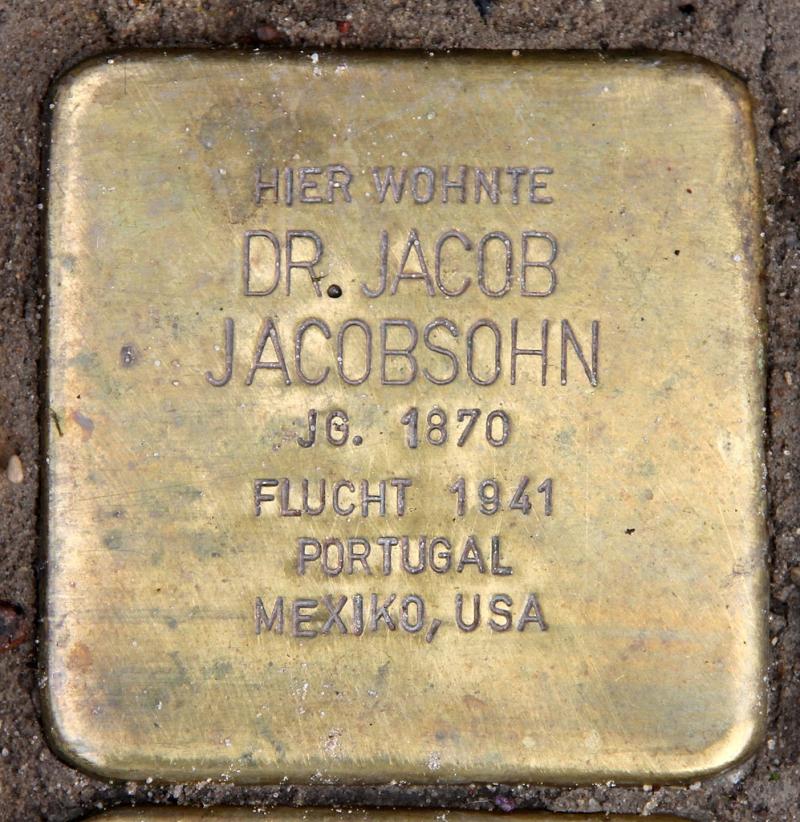 HIER WOHNTE
DR. JACOB
JACOBSOHN
JG. 1870
FLUCHT 1941
PORTUGAL
MEXIKO, USA